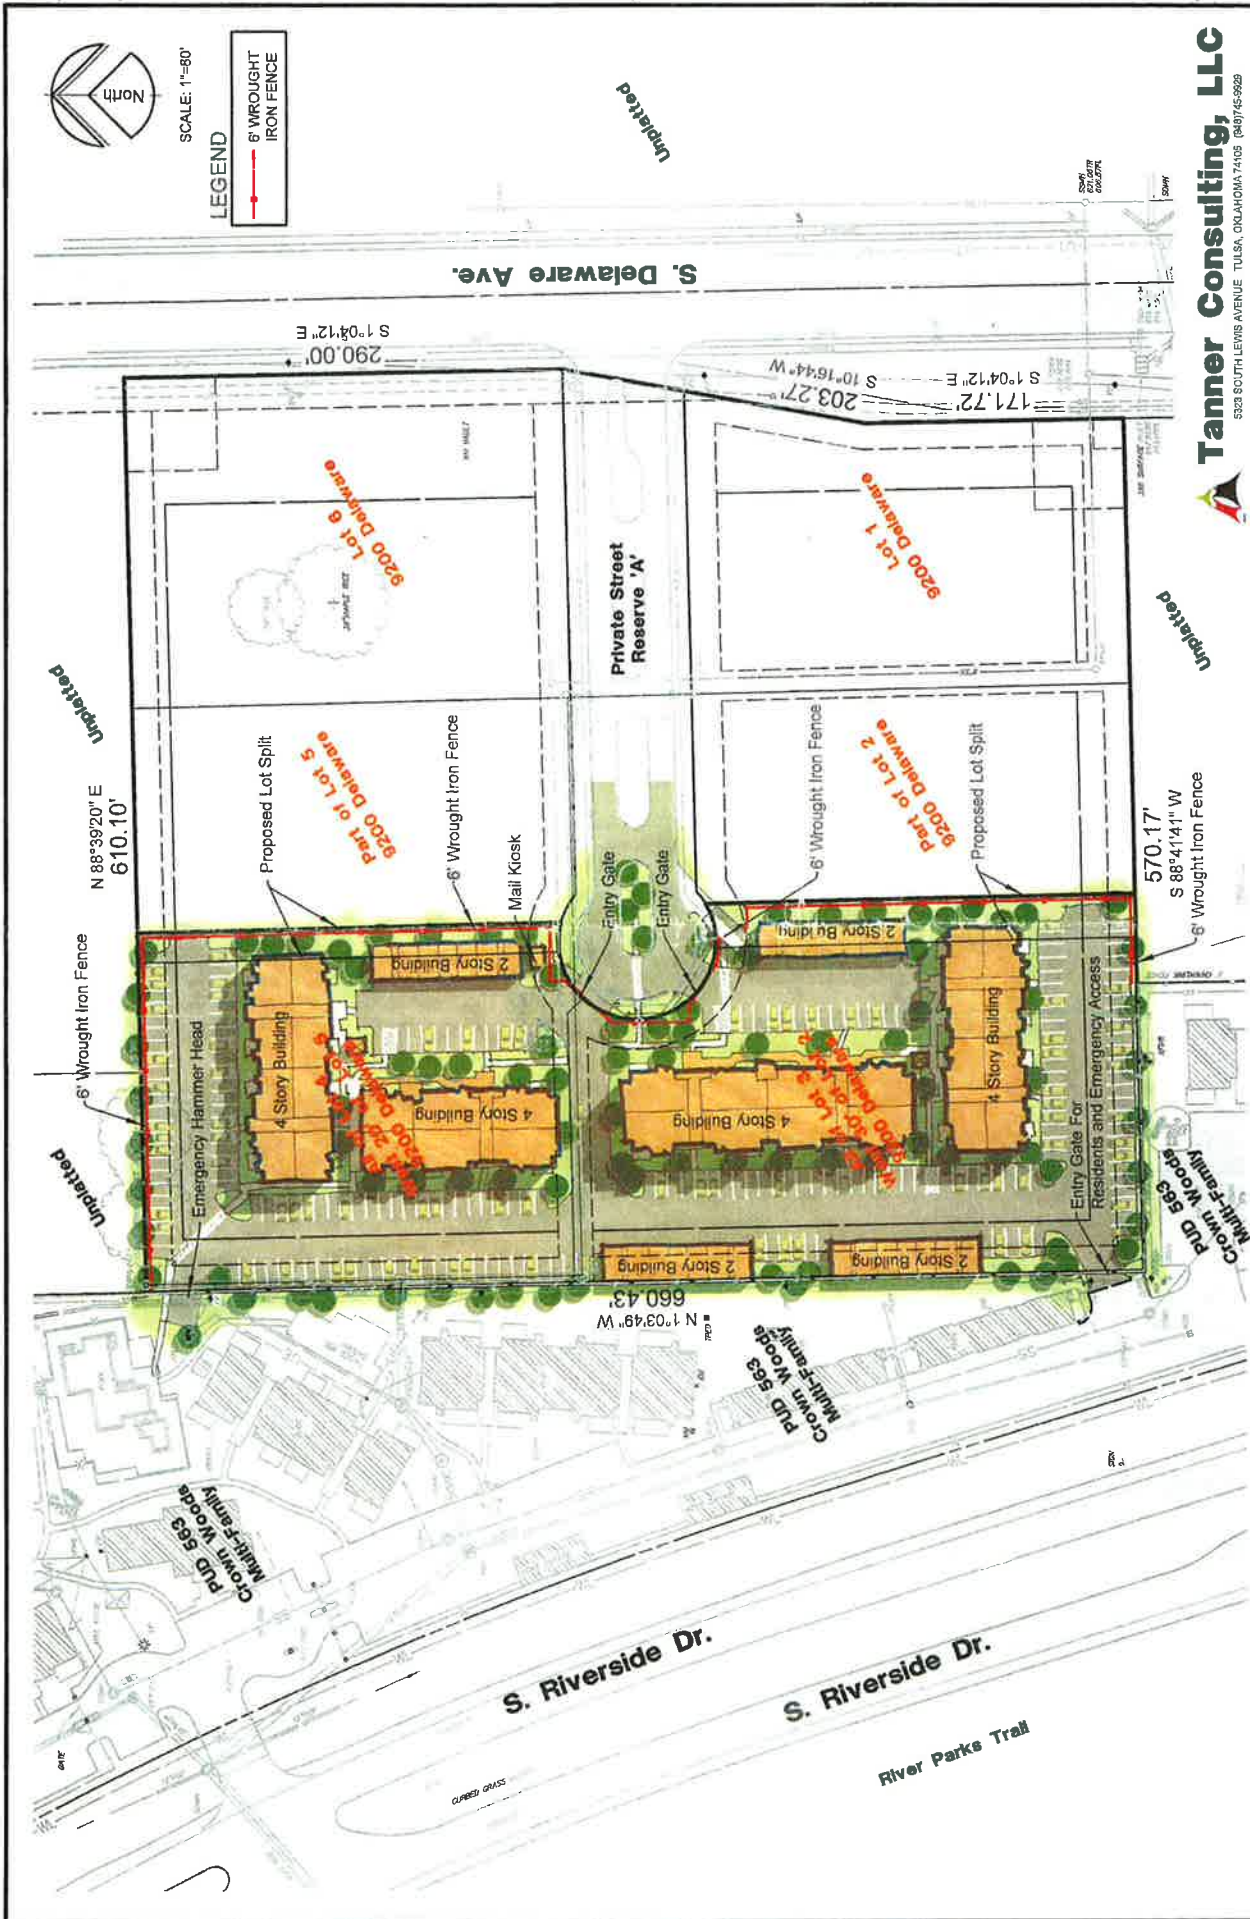 North
SCALE: 1"=60'
LEGEND
6' WROUGHT
IRON FENCE
Unplatted
S. Delaware Ave.
S 1°04'12" E
290.00'
S 10°16'44" W
203.27'
S 1°04'12" E
171.72'
Lot 6
9200 Delaware
Private Street
Reserve 'A'
Lot 1
9200 Delaware
Unplatted
Unplatted
N 88°39'20" E
610.10'
Proposed Lot Split
Part of Lot 5
9200 Delaware
6' Wrought Iron Fence
Mail Kiosk
Entry Gate
Entry Gate
6' Wrought Iron Fence
Part of Lot 2
9200 Delaware
Proposed Lot Split
570.17'
S 88°41'41" W
6' Wrought Iron Fence
6' Wrought Iron Fence
Unplatted
Emergency Hammer Head
4 Story Building
2 Story Building
4 Story Building
4 Story Building
2 Story Building
4 Story Building
Entry Gate For
Residents and Emergency Access
2 Story Building
2 Story Building
N 1°03'49" W
660.43'
PUD 563
Crown Woods
Multi-Family
PUD 563
Crown Woods
Multi-Family
PUD 563
Crown Woods
Multi-Family
GATE
CURBED GRASS
S. Riverside Dr.
S. Riverside Dr.
River Parks Trail
Tanner Consulting, LLC
5323 SOUTH LEWIS AVENUE TULSA, OKLAHOMA 74105 (948)745-9929